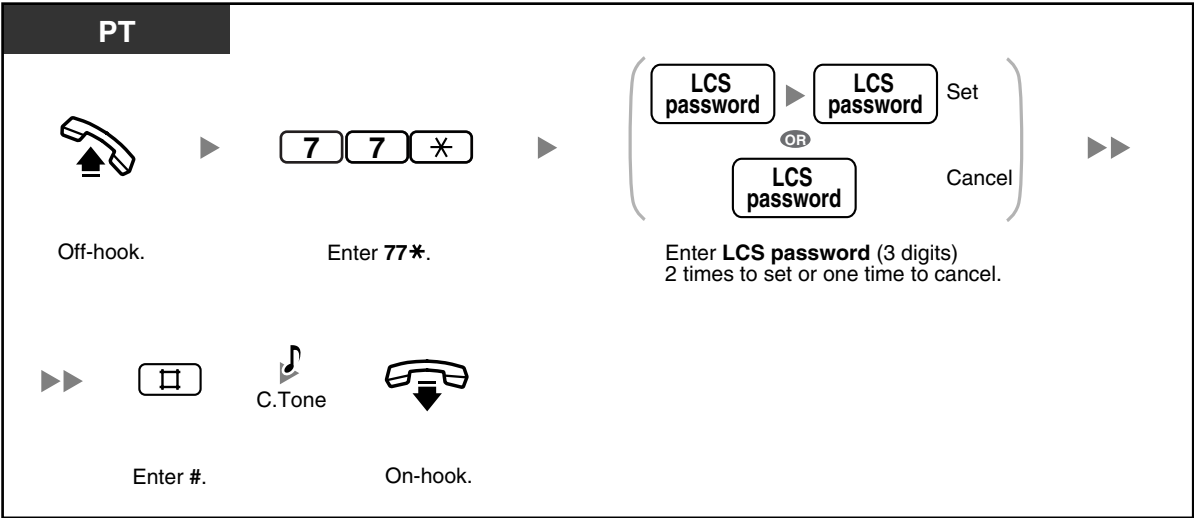 PT
LCS password LCS password Set
OR
LCS password Cancel
7 7 *
Off-hook.
Enter 77*.
Enter LCS password (3 digits)
2 times to set or one time to cancel.
#
C.Tone
Enter #.
On-hook.